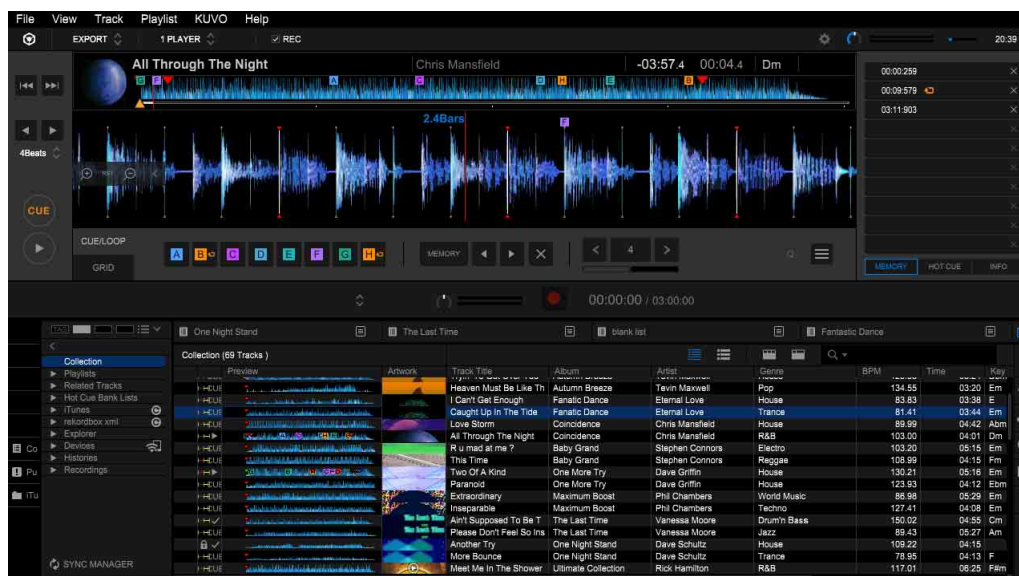 File View Track Playlist KUVO Help
EXPORT 1 PLAYER REC 20:39
All Through The Night Chris Mansfield -03:57.4 00:04.4 Dm
G F A C D H E B
2.4Bars
F
4Beats
CUE
00:00:259
00:09:579
03:11:903
CUE/LOOP
GRID
A B C D E F G H
MEMORY
4
MEMORY HOT CUE INFO
00:00:00 / 03:00:00
TAG
One Night Stand The Last Time blank list Fantastic Dance
Collection
Playlists
Related Tracks
Hot Cue Bank Lists
iTunes
rekordbox xml
Explorer
Devices
Histories
Recordings
SYNC MANAGER
Co
Pu
iTu
Collection (69 Tracks )
Preview Artwork Track Title Album Artist Genre BPM Time Key
Heaven Must Be Like Th Autumn Breeze Tevin Maxwell Pop 134.55 03:20 Em
I Can't Get Enough Fanatic Dance Eternal Love House 83.83 03:38 E
Caught Up In The Tide Fanatic Dance Eternal Love Trance 81.41 03:44 Em
Love Storm Coincidence Chris Mansfield House 89.99 04:42 Abm
All Through The Night Coincidence Chris Mansfield R&B 103.00 04:01 Dm
R u mad at me ? Baby Grand Stephen Connors Electro 103.20 05:15 Em
This Time Baby Grand Stephen Connors Reggae 108.99 04:15 Fm
Two Of A Kind One More Try Dave Griffin House 130.21 05:16 Em
Paranoid One More Try Dave Griffin House 123.93 04:12 Ebm
Extraordinary Maximum Boost Phil Chambers World Music 86.98 05:29 Em
Inseparable Maximum Boost Phil Chambers Techno 127.41 04:08 Em
Ain't Supposed To Be T The Last Time Vanessa Moore Drum'n Bass 150.02 04:55 Cm
Please Don't Feel So Ins The Last Time Vanessa Moore Jazz 89.43 05:27 Am
Another Try One Night Stand Dave Schultz House 109.22 04:15
More Bounce One Night Stand Dave Schultz Trance 78.95 04:13 F
Meet Me In The Shower Ultimate Collection Rick Hamilton R&B 117.01 06:25 F#m